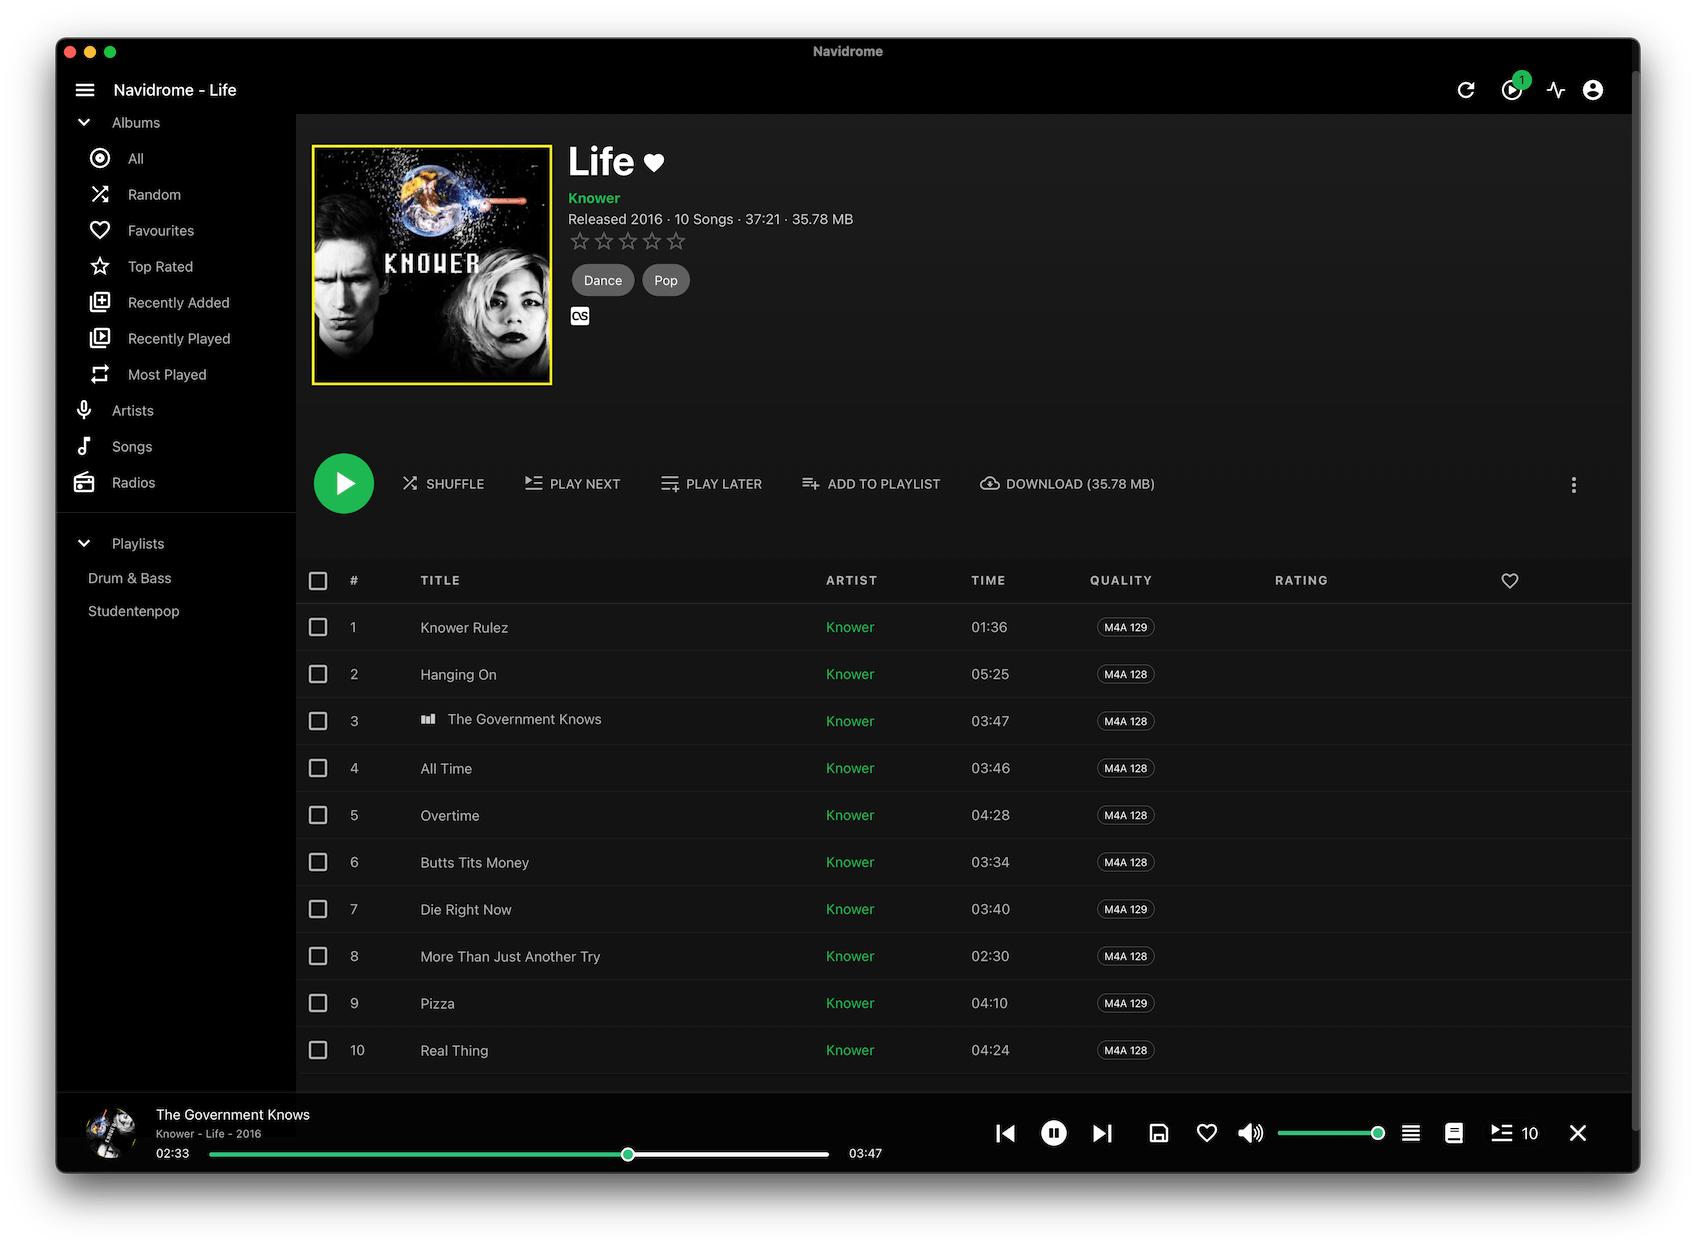 Navidrome
Navidrome - Life
1
Albums
All
Random
Favourites
Top Rated
Recently Added
Recently Played
Most Played
Artists
Songs
Radios
Playlists
Drum & Bass
Studentenpop
KNOWER
Life
Knower
Released 2016 · 10 Songs · 37:21 · 35.78 MB
Dance Pop
SHUFFLE PLAY NEXT PLAY LATER ADD TO PLAYLIST DOWNLOAD (35.78 MB)
# TITLE ARTIST TIME QUALITY RATING
1 Knower Rulez Knower 01:36 M4A 129
2 Hanging On Knower 05:25 M4A 128
3 The Government Knows Knower 03:47 M4A 128
4 All Time Knower 03:46 M4A 128
5 Overtime Knower 04:28 M4A 128
6 Butts Tits Money Knower 03:34 M4A 128
7 Die Right Now Knower 03:40 M4A 129
8 More Than Just Another Try Knower 02:30 M4A 128
9 Pizza Knower 04:10 M4A 129
10 Real Thing Knower 04:24 M4A 128
The Government Knows
Knower - Life - 2016
02:33 03:47
10